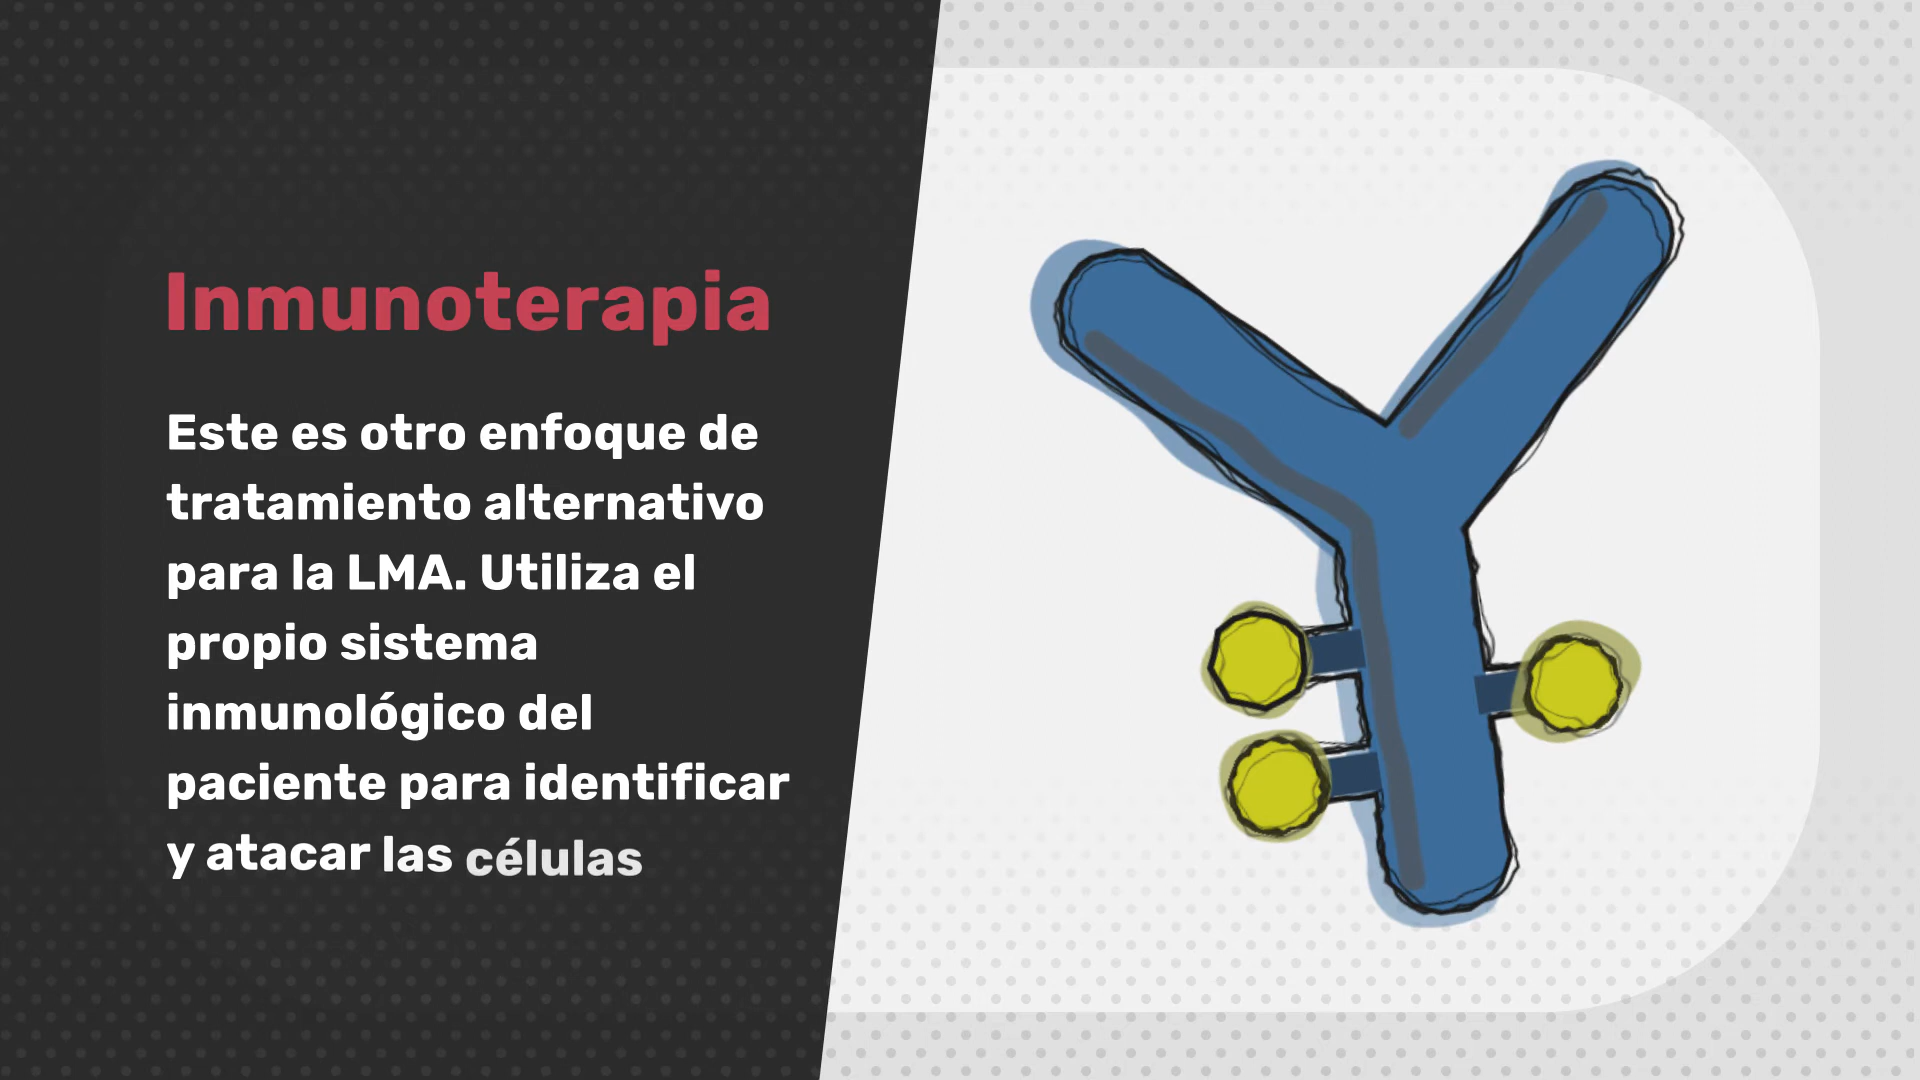 Inmunoterapia
Este es otro enfoque de
tratamiento alternativo
para la LMA. Utiliza el
propio sistema
inmunológico del
paciente para identificar
y atacar las células